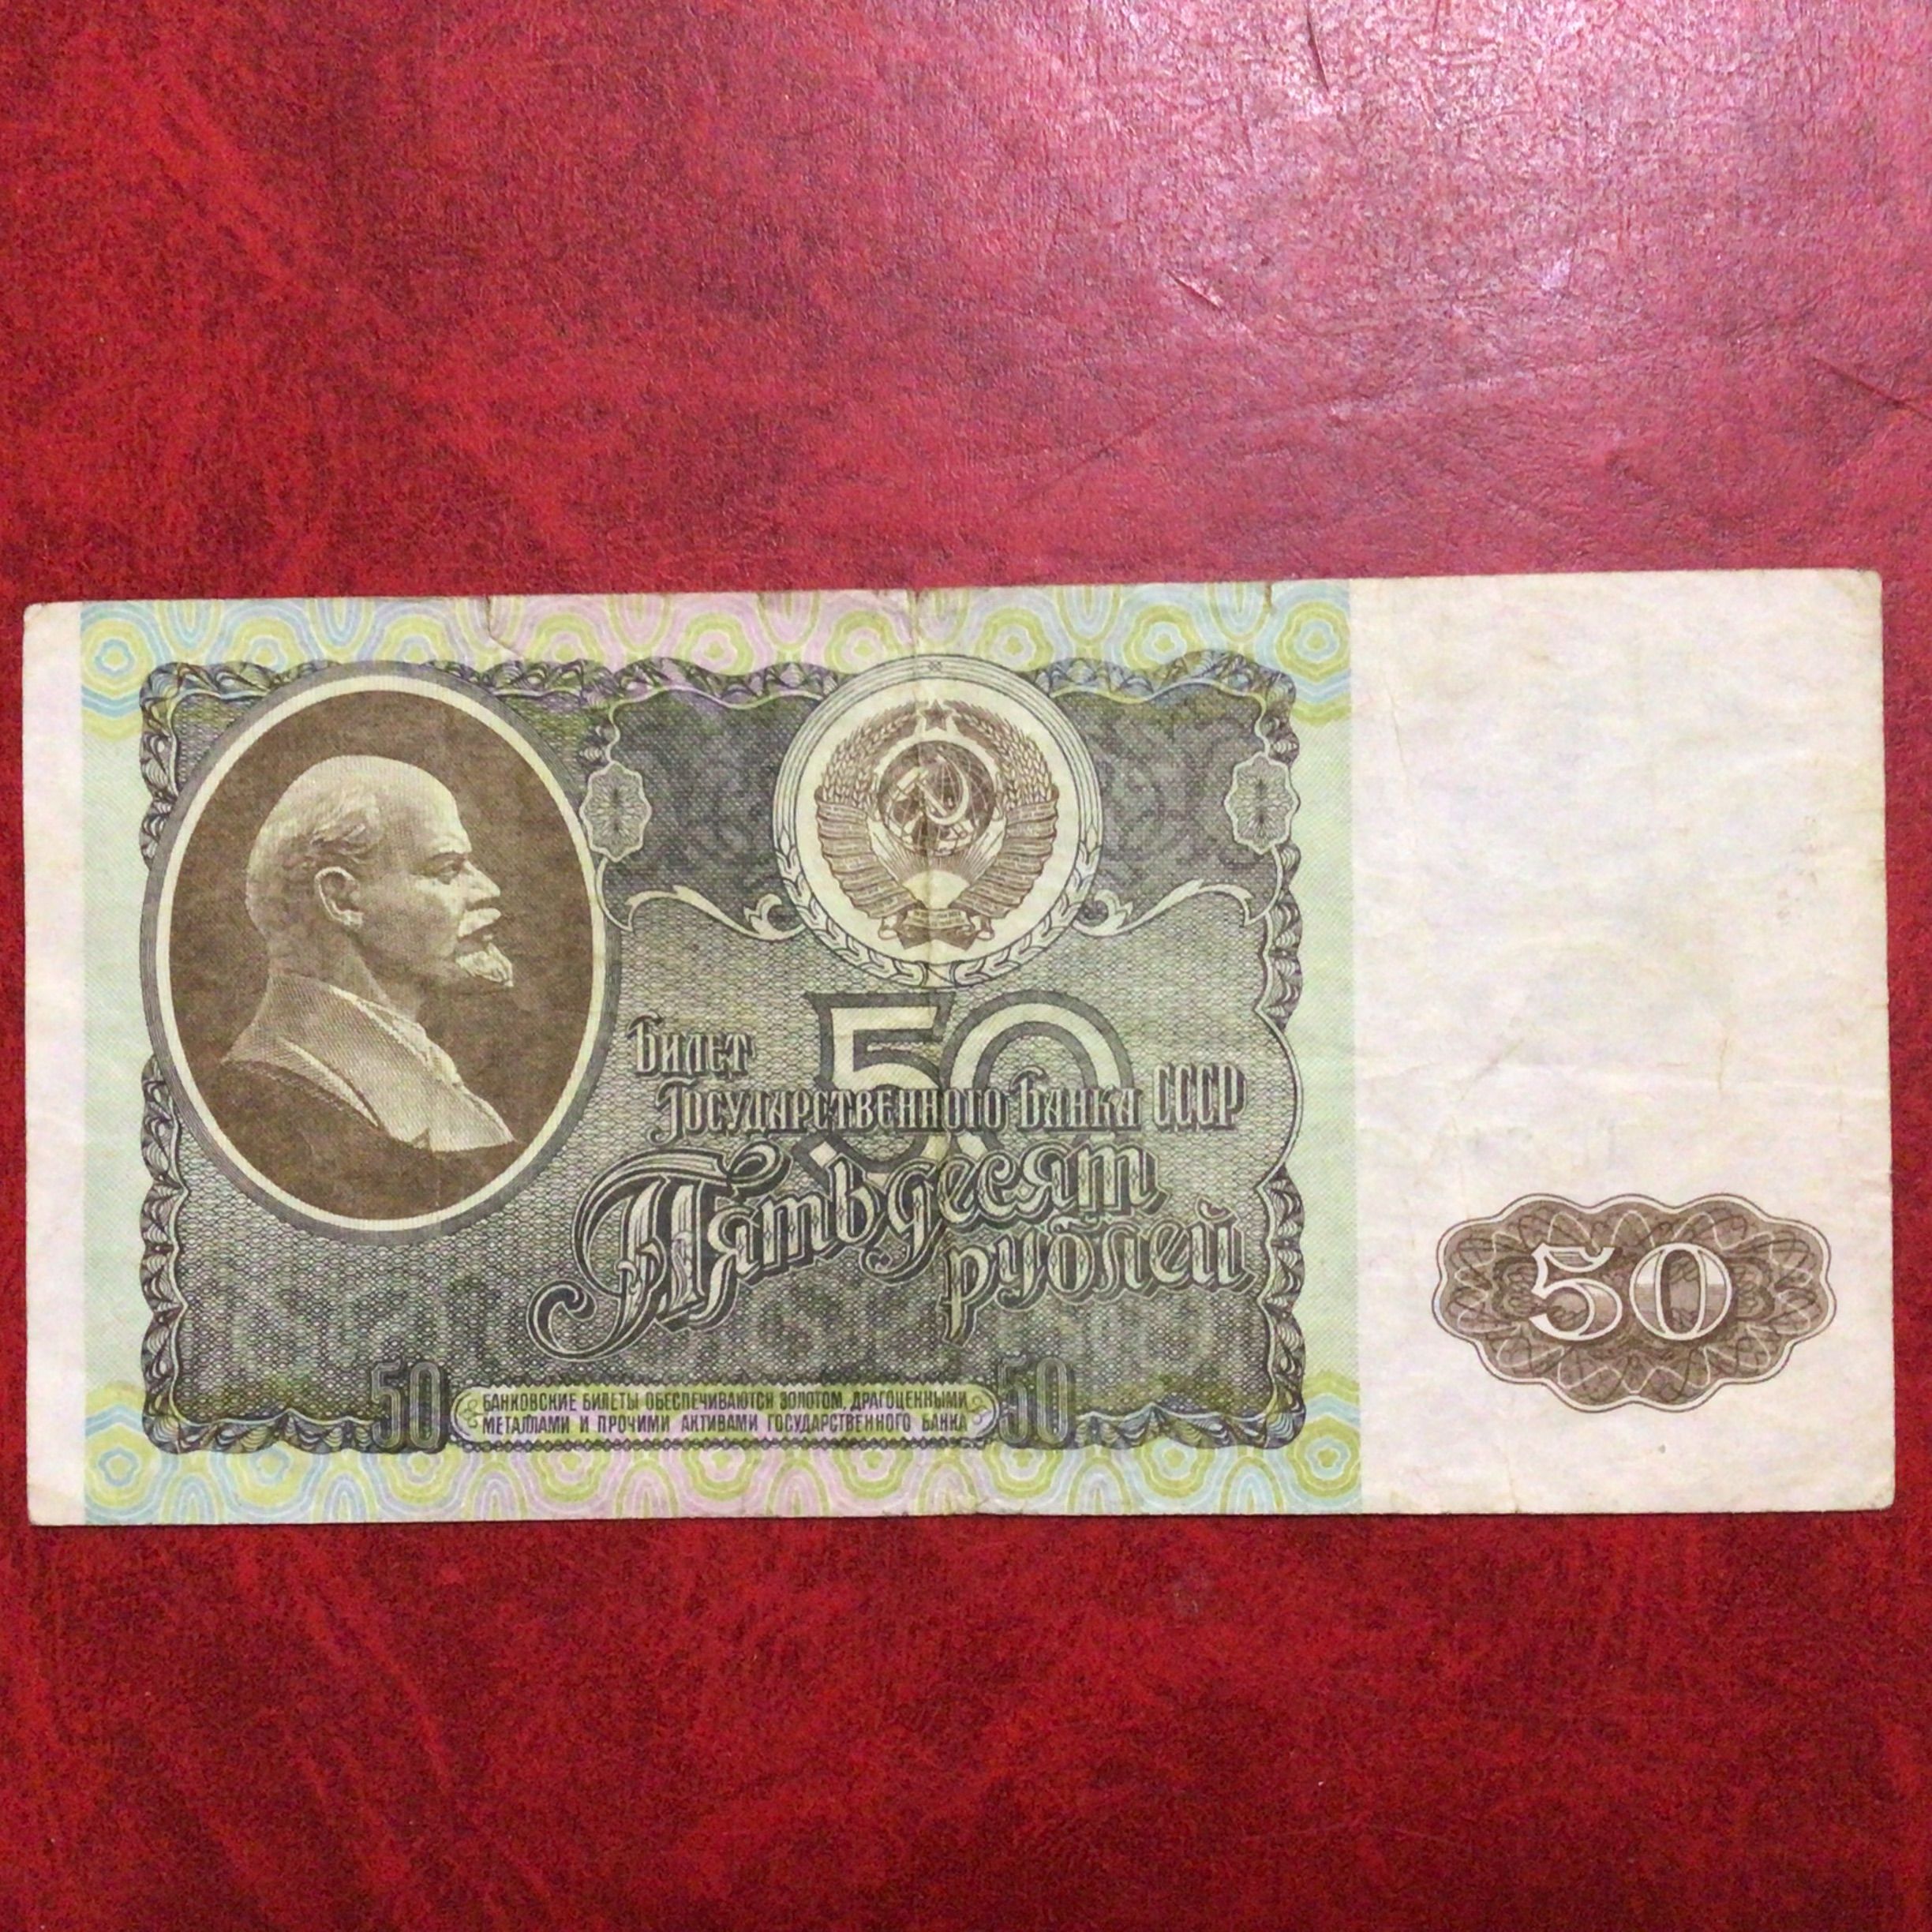 50
Билет
Государственного Банка СССР
Пятьдесят
рублей
50
БАНКОВСКИЕ БИЛЕТЫ ОБЕСПЕЧИВАЮТСЯ ЗОЛОТОМ, ДРАГОЦЕННЫМИ
МЕТАЛЛАМИ И ПРОЧИМИ АКТИВАМИ ГОСУДАРСТВЕННОГО БАНКА
50
50